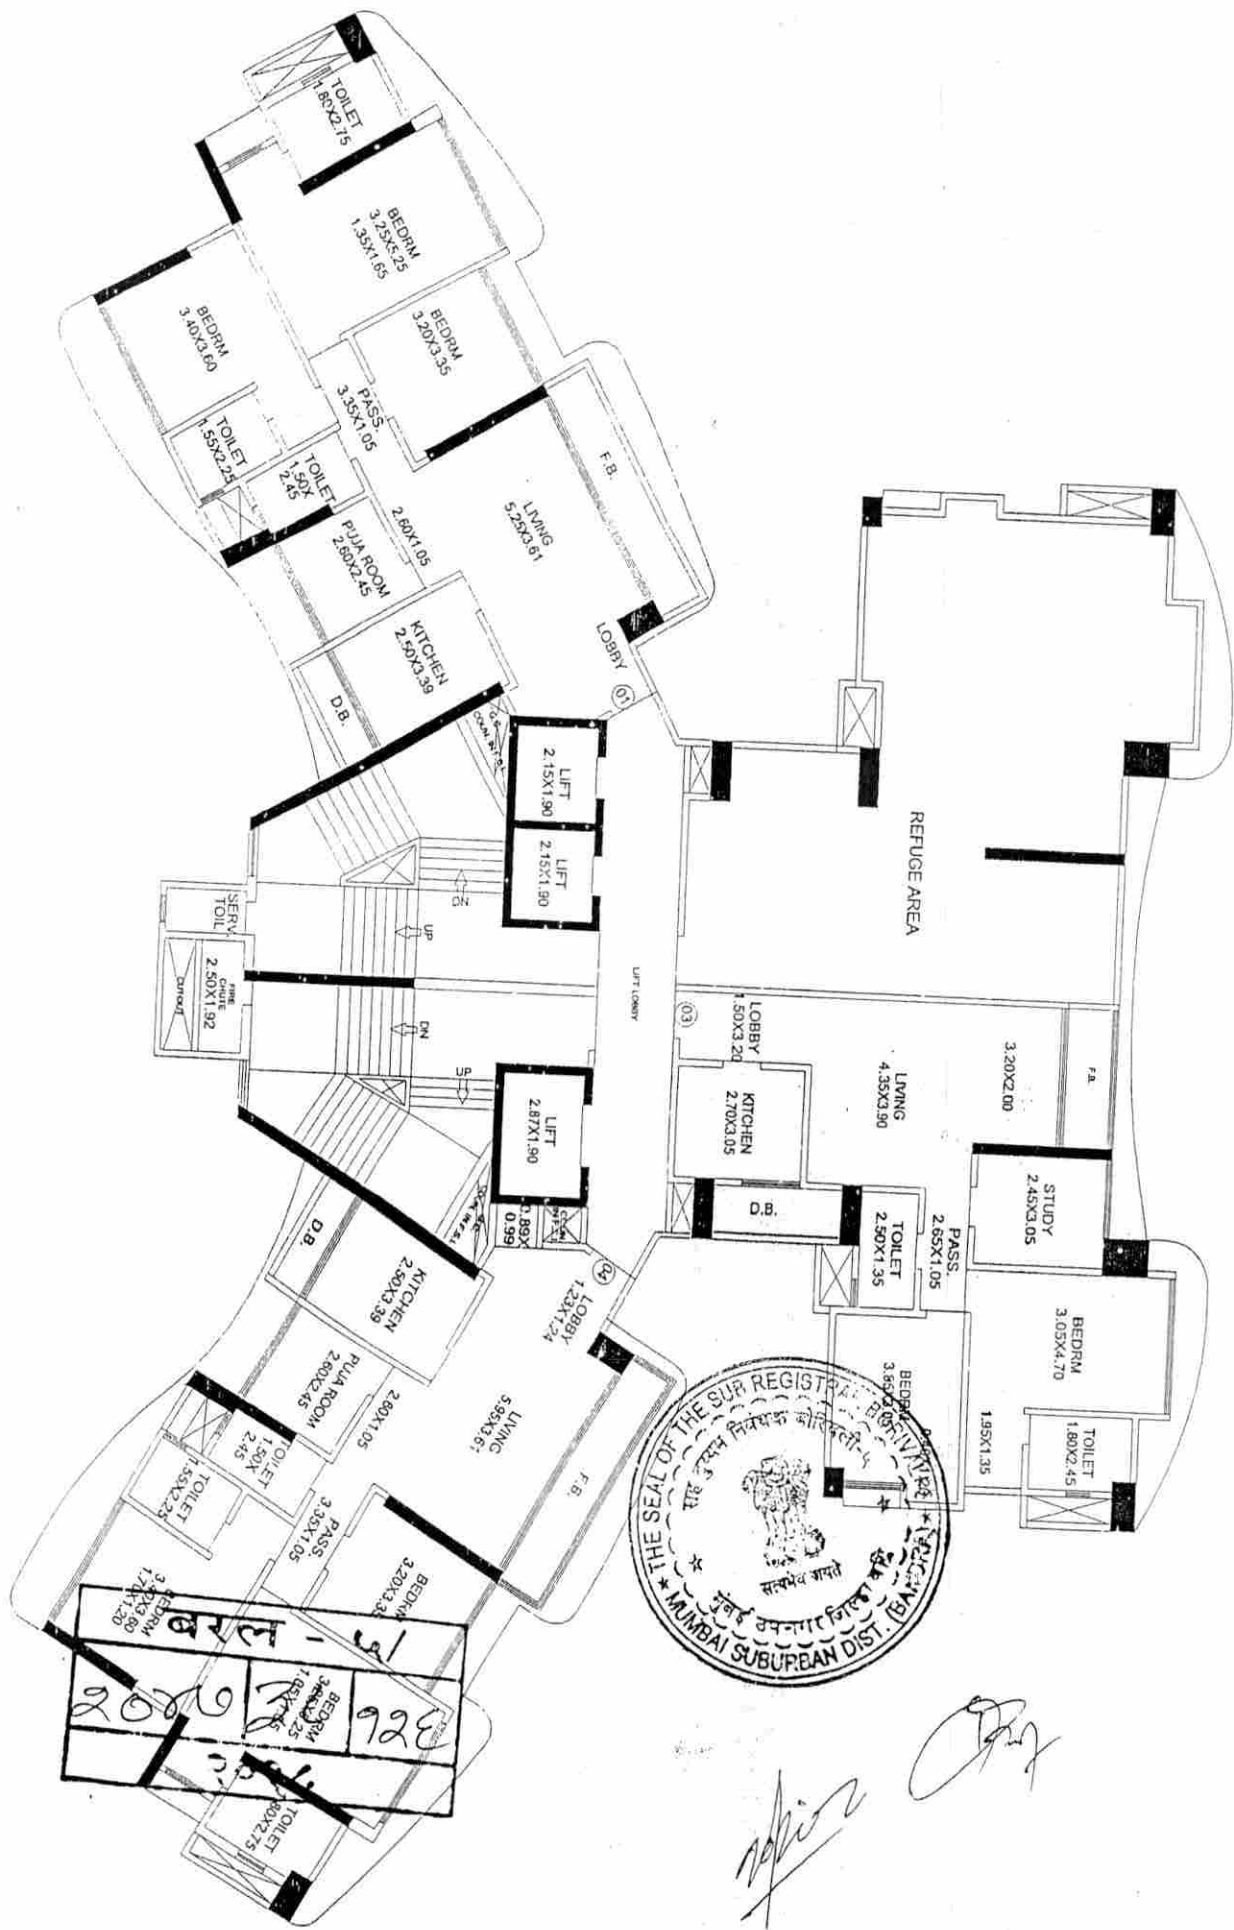 TOILET
1.80X2.75
BEDRM
3.25X5.25
1.35X1.65
BEDRM
3.40X3.60
BEDRM
3.20X3.35
PASS.
3.35X1.05
TOILET
1.55X2.25
TOILET
1.50X
2.45
F.B.
LIVING
5.25X3.61
2.60X1.05
PUJA ROOM
2.60X2.45
KITCHEN
2.50X3.39
D.B.
LOBBY
01
LIFT
2.15X1.90
LIFT
2.15X1.90
DN
UP
SERV.
TOIL.
FIRE
CHUTE
2.50X1.92
CUTOUT
DN
UP
LIFT
2.87X1.90
LIFT LOBBY
REFUGE AREA
03
LOBBY
1.50X3.20
KITCHEN
2.70X3.05
LIVING
4.35X3.90
3.20X2.00
F.B.
D.B.
TOILET
2.50X1.35
PASS.
2.65X1.05
STUDY
2.45X3.05
BEDRM
3.05X4.70
1.95X1.35
TOILET
1.80X2.45
BEDRM
0.89X
0.99
04
LOBBY
1.23X1.24
D.B.
KITCHEN
2.50X3.39
PUJA ROOM
2.60X2.45
2.60X1.05
LIVING
5.95X3.61
F.B.
TOILET
1.50X
2.45
TOILET
1.55X2.25
PASS.
3.35X1.05
BEDRM
3.20X3.35
BEDRM
3.40X3.60
1.70X1.20
BEDRM
TOILET
THE SEAL OF THE SUB REGISTRAR
MUMBAI SUBURBAN DIST.
सत्यमेव जयते
मुंबई उपनगर जिल्हा